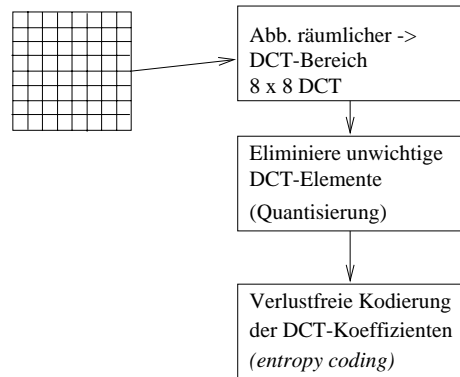 Abb. räumlicher ->
DCT-Bereich
8 x 8 DCT
Eliminiere unwichtige
DCT-Elemente
(Quantisierung)
Verlustfreie Kodierung
der DCT-Koeffizienten
(entropy coding)